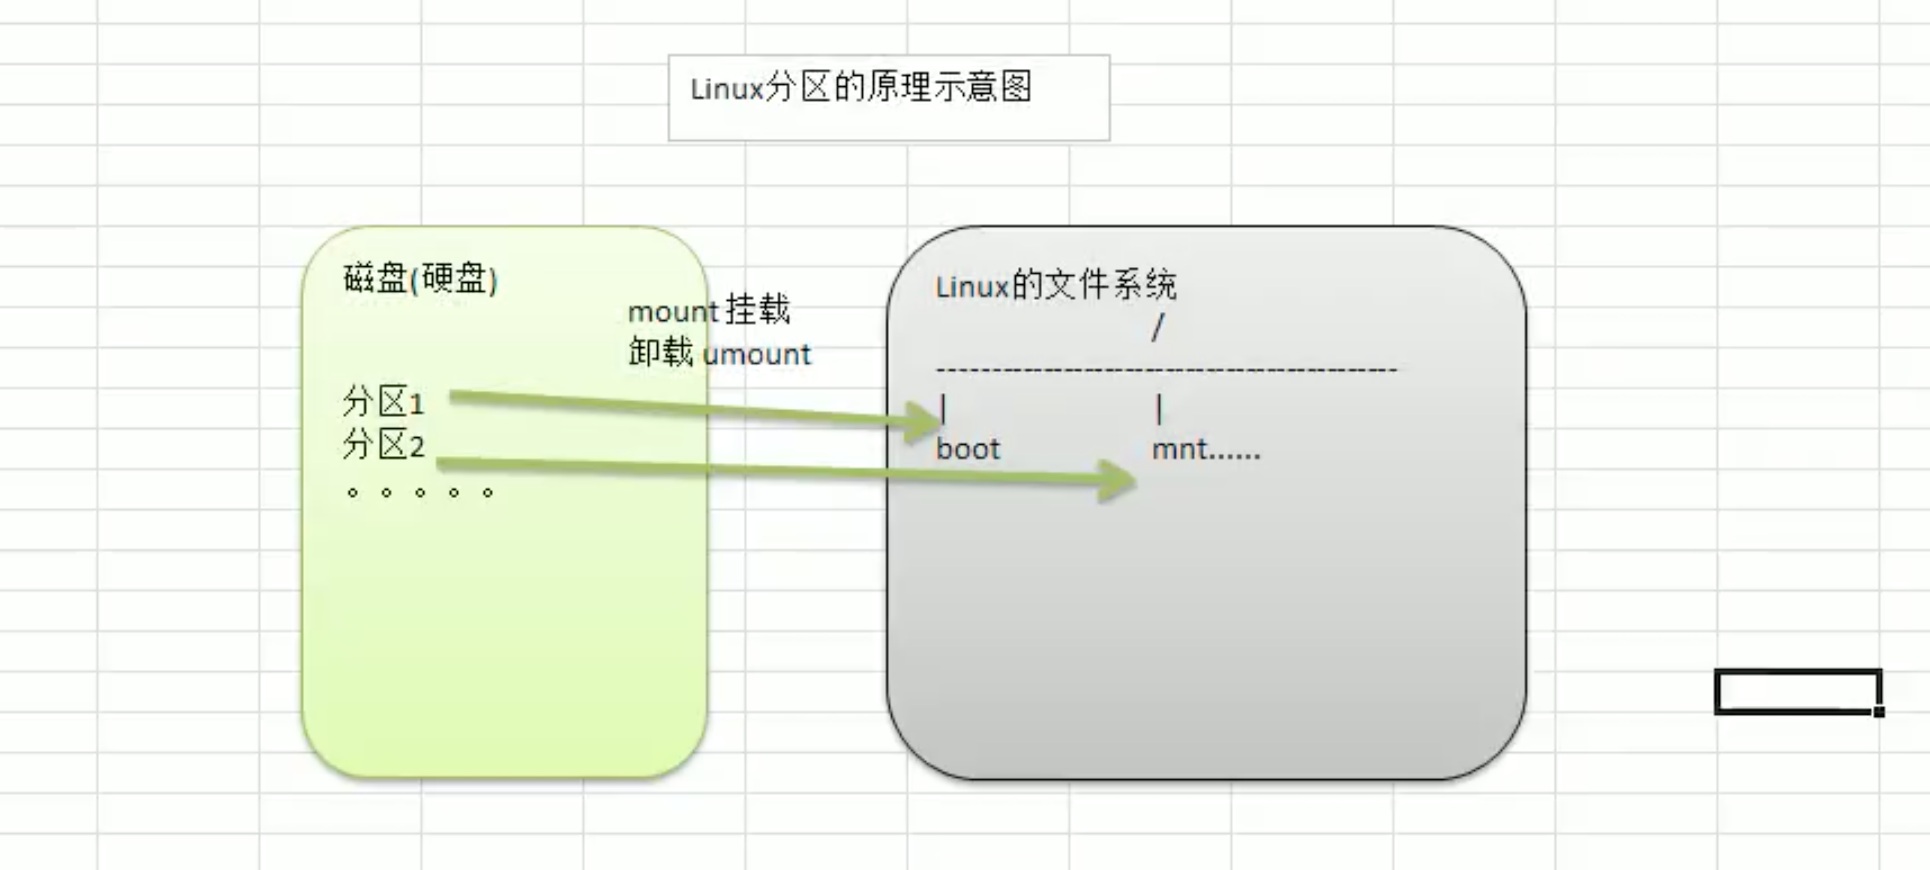 Linux分区的原理示意图
磁盘(硬盘)
mount 挂载
卸载 umount
分区1
分区2
。。。。。
Linux的文件系统
/
------------------------------------------------
| |
boot mnt......